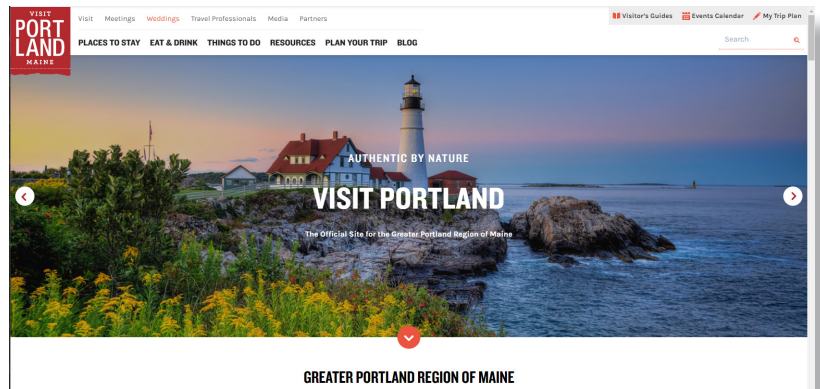 VISIT
PORT
LAND
MAINE
Visit Meetings Weddings Travel Professionals Media Partners
Visitor's Guides Events Calendar My Trip Plan
PLACES TO STAY EAT & DRINK THINGS TO DO RESOURCES PLAN YOUR TRIP BLOG
Search
AUTHENTIC BY NATURE
VISIT PORTLAND
The Official Site for the Greater Portland Region of Maine
GREATER PORTLAND REGION OF MAINE